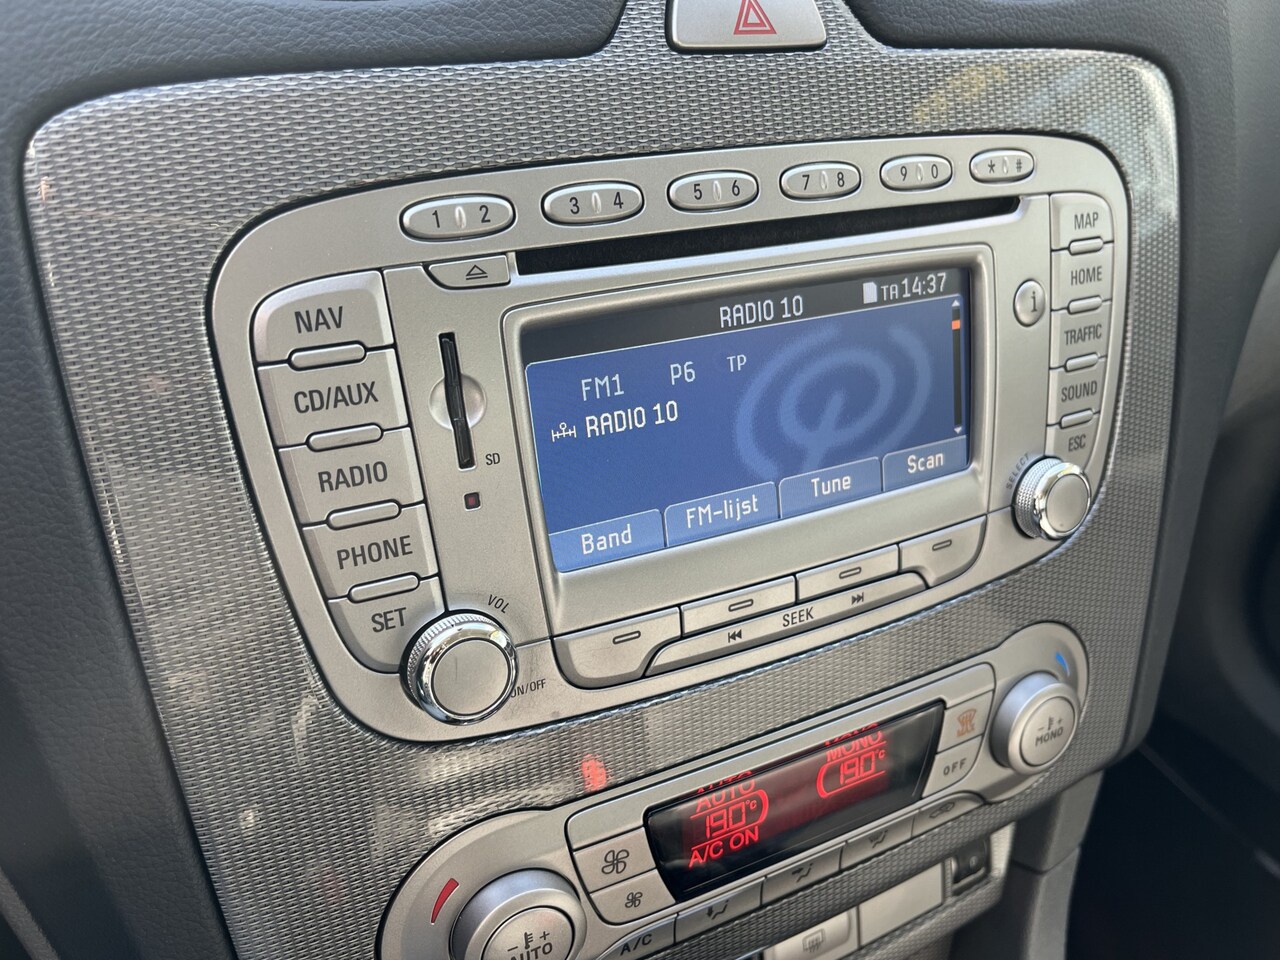 1 2
3 4
5 6
7 8
9 0
* #
NAV
CD/AUX
RADIO
PHONE
SET
SD
VOL
ON/OFF
RADIO 10
TA 14:37
FM1 P6 TP
RADIO 10
Band
FM-lijst
Tune
Scan
SEEK
i
MAP
HOME
TRAFFIC
SOUND
ESC
SELECT
AUTO
19.0°C
A/C ON
MONO
19.0°C
OFF
- +
MONO
- +
AUTO
A/C